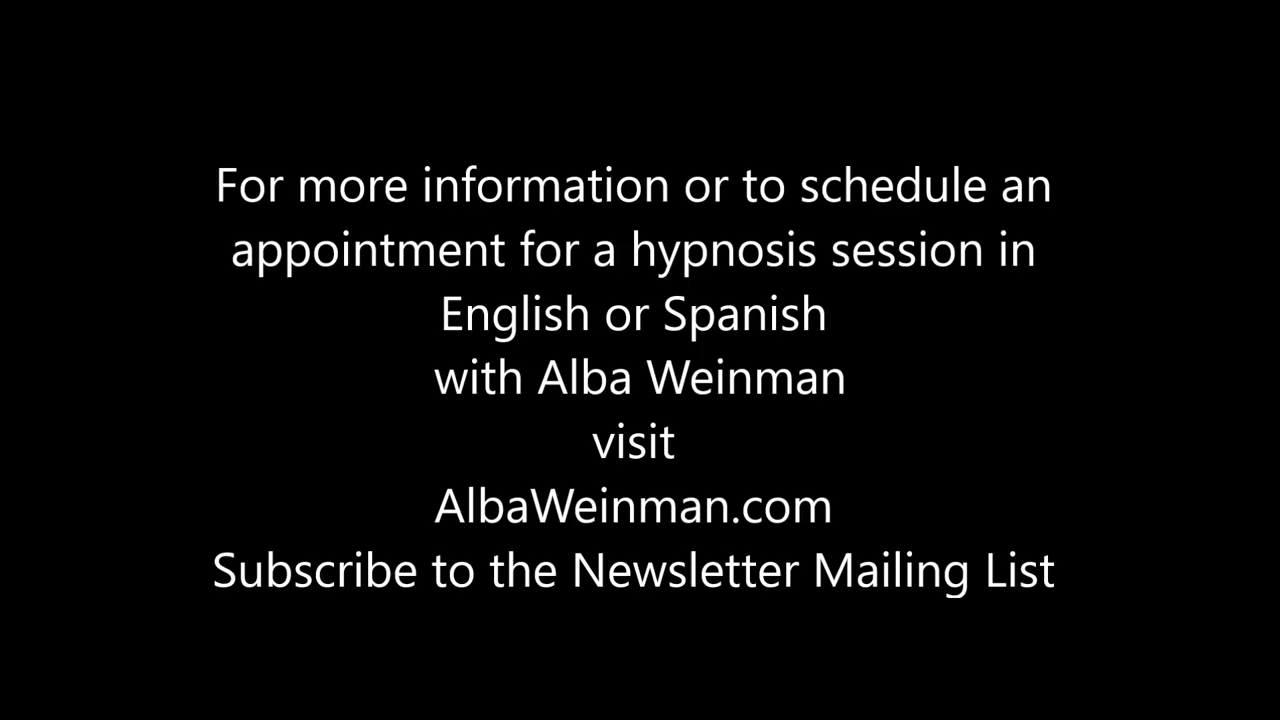 For more information or to schedule an
appointment for a hypnosis session in
English or Spanish
with Alba Weinman
visit
AlbaWeinman.com
Subscribe to the Newsletter Mailing List